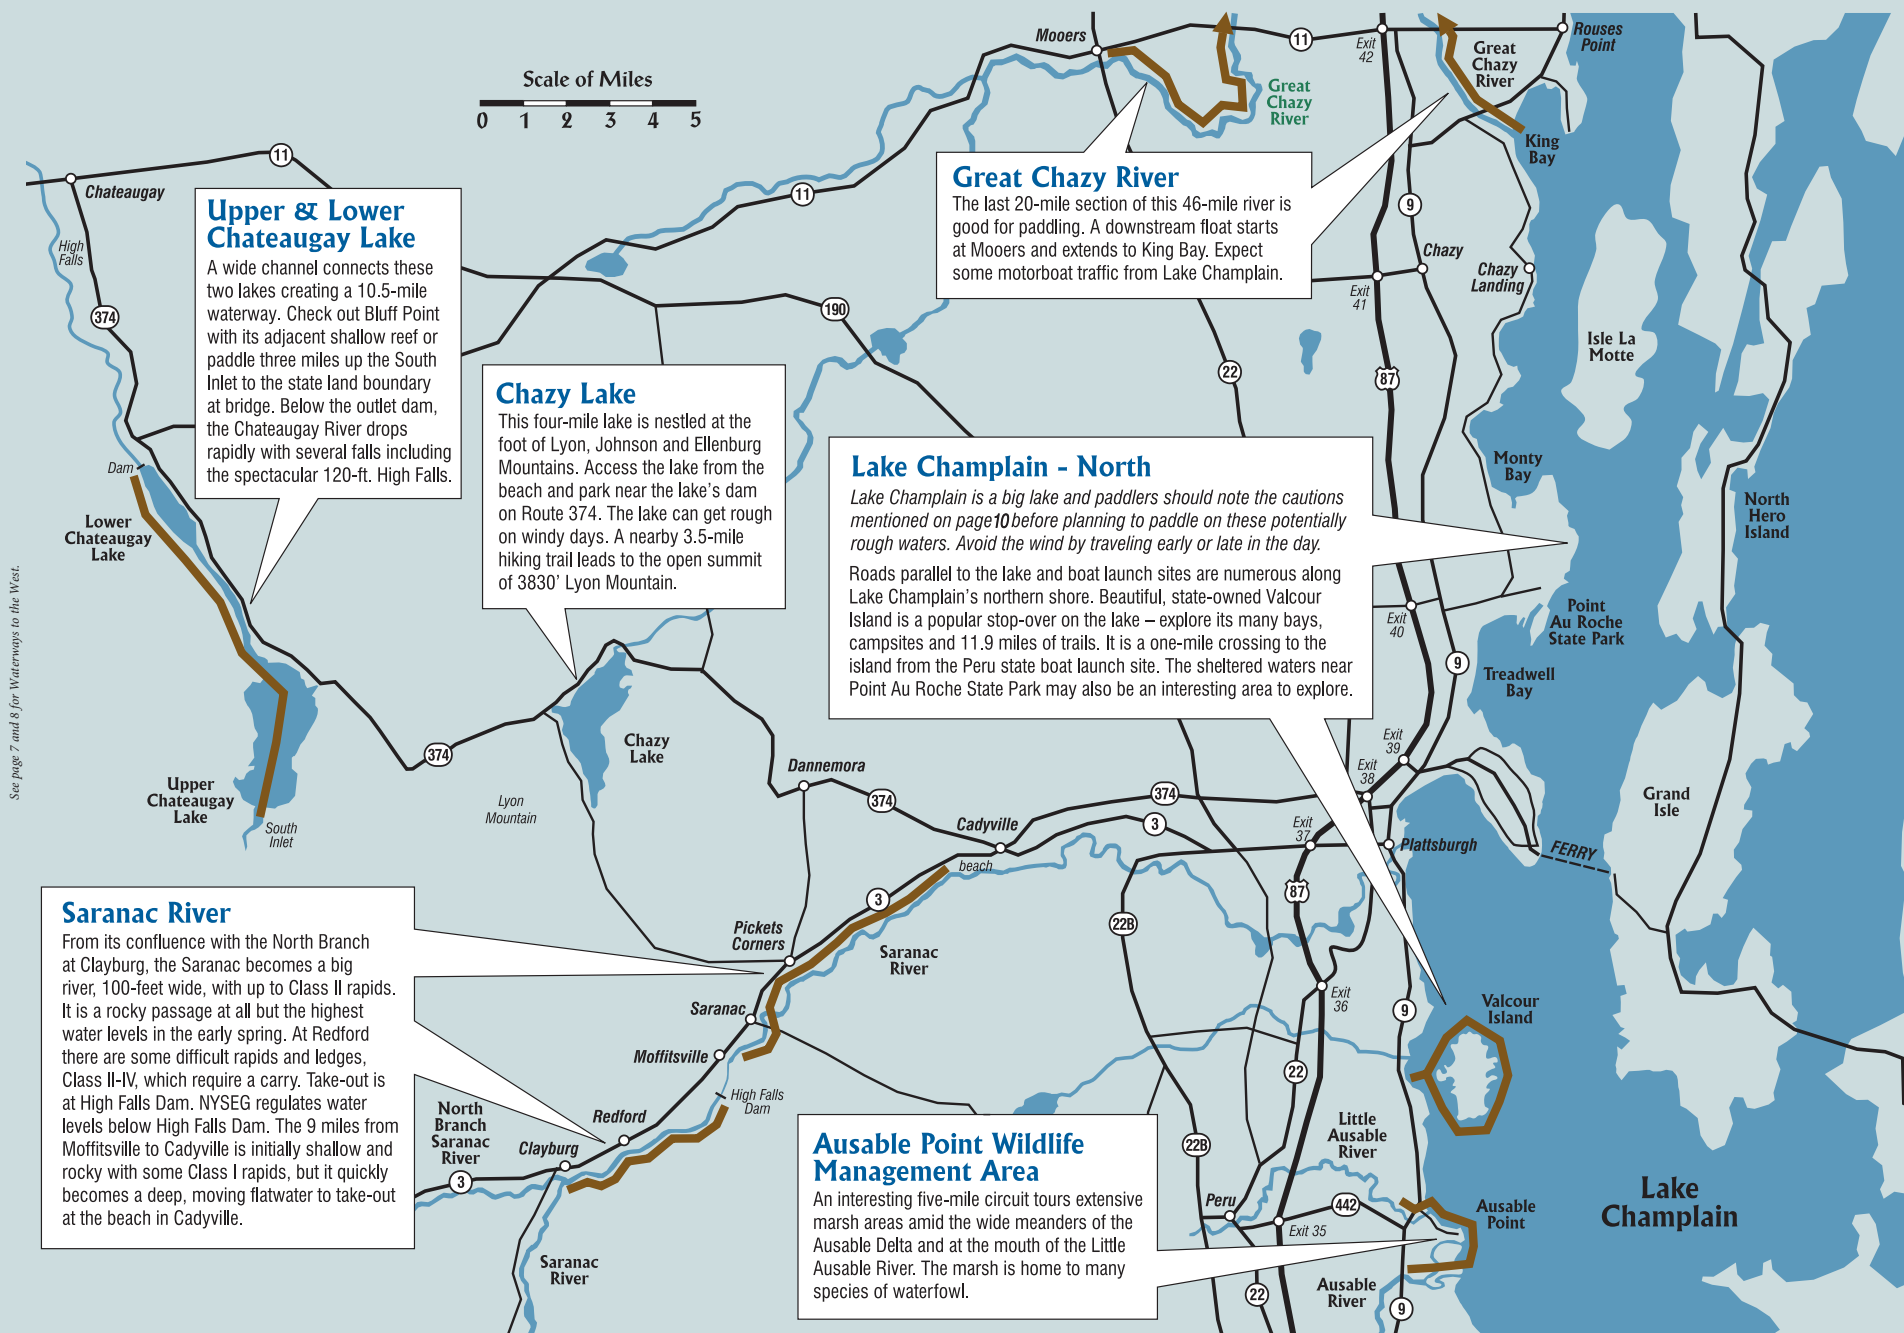 Scale of Miles
0 1 2 3 4 5
Mooers
11
Exit
42
Rouses
Point
Great
Chazy
River
Great
Chazy
River
King
Bay
11
Chateaugay
11
High
Falls
374
Upper & Lower
Chateaugay Lake
A wide channel connects these
two lakes creating a 10.5-mile
waterway. Check out Bluff Point
with its adjacent shallow reef or
paddle three miles up the South
Inlet to the state land boundary
at bridge. Below the outlet dam,
the Chateaugay River drops
rapidly with several falls including
the spectacular 120-ft. High Falls.
Great Chazy River
The last 20-mile section of this 46-mile river is
good for paddling. A downstream float starts
at Mooers and extends to King Bay. Expect
some motorboat traffic from Lake Champlain.
9
Chazy
Chazy
Landing
Exit
41
190
22
87
Isle La
Motte
Chazy Lake
This four-mile lake is nestled at the
foot of Lyon, Johnson and Ellenburg
Mountains. Access the lake from the
beach and park near the lake's dam
on Route 374. The lake can get rough
on windy days. A nearby 3.5-mile
hiking trail leads to the open summit
of 3830' Lyon Mountain.
Lake Champlain - North
Lake Champlain is a big lake and paddlers should note the cautions
mentioned on page 10 before planning to paddle on these potentially
rough waters. Avoid the wind by traveling early or late in the day.
Roads parallel to the lake and boat launch sites are numerous along
Lake Champlain's northern shore. Beautiful, state-owned Valcour
Island is a popular stop-over on the lake – explore its many bays,
campsites and 11.9 miles of trails. It is a one-mile crossing to the
island from the Peru state boat launch site. The sheltered waters near
Point Au Roche State Park may also be an interesting area to explore.
Monty
Bay
North
Hero
Island
Dam
Lower
Chateaugay
Lake
See page 7 and 8 for Waterways to the West.
Exit
40
Point
Au Roche
State Park
9
Treadwell
Bay
Upper
Chateaugay
Lake
South
Inlet
374
Chazy
Lake
Lyon
Mountain
Dannemora
374
Cadyville
beach
374
3
Exit
39
Exit
38
Exit
37
Plattsburgh
FERRY
Grand
Isle
87
3
22B
Pickets
Corners
Saranac
River
Saranac
Moffitsville
Exit
36
9
Valcour
Island
Saranac River
From its confluence with the North Branch
at Clayburg, the Saranac becomes a big
river, 100-feet wide, with up to Class II rapids.
It is a rocky passage at all but the highest
water levels in the early spring. At Redford
there are some difficult rapids and ledges,
Class II-IV, which require a carry. Take-out is
at High Falls Dam. NYSEG regulates water
levels below High Falls Dam. The 9 miles from
Moffitsville to Cadyville is initially shallow and
rocky with some Class I rapids, but it quickly
becomes a deep, moving flatwater to take-out
at the beach in Cadyville.
North
Branch
Saranac
River
3
Clayburg
Redford
High Falls
Dam
Saranac
River
Ausable Point Wildlife
Management Area
An interesting five-mile circuit tours extensive
marsh areas amid the wide meanders of the
Ausable Delta and at the mouth of the Little
Ausable River. The marsh is home to many
species of waterfowl.
22
22B
Little
Ausable
River
Peru
442
Exit 35
Ausable
Point
Ausable
River
22
9
Lake
Champlain